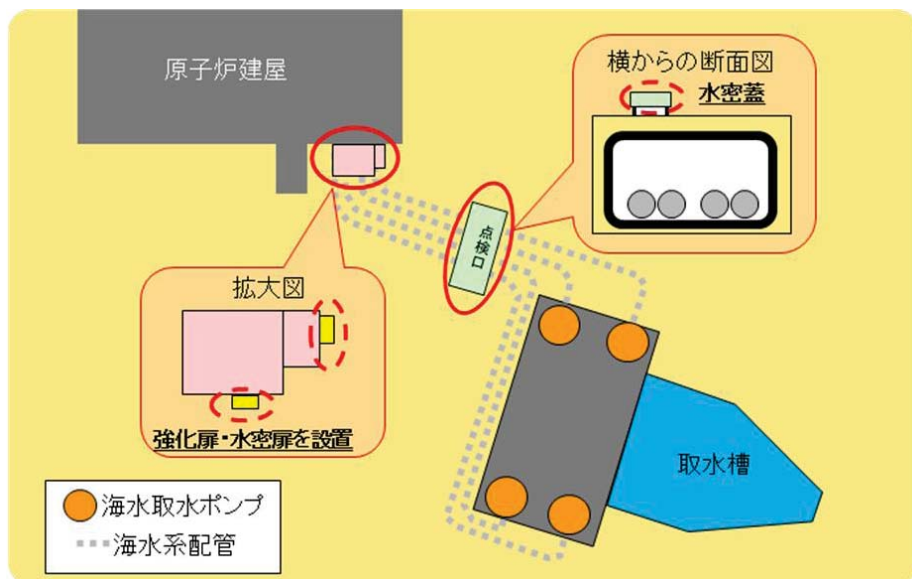 原子炉建屋
横からの断面図
水密蓋
点検口
拡大図
強化扉・水密扉を設置
取水槽
海水取水ポンプ
海水系配管